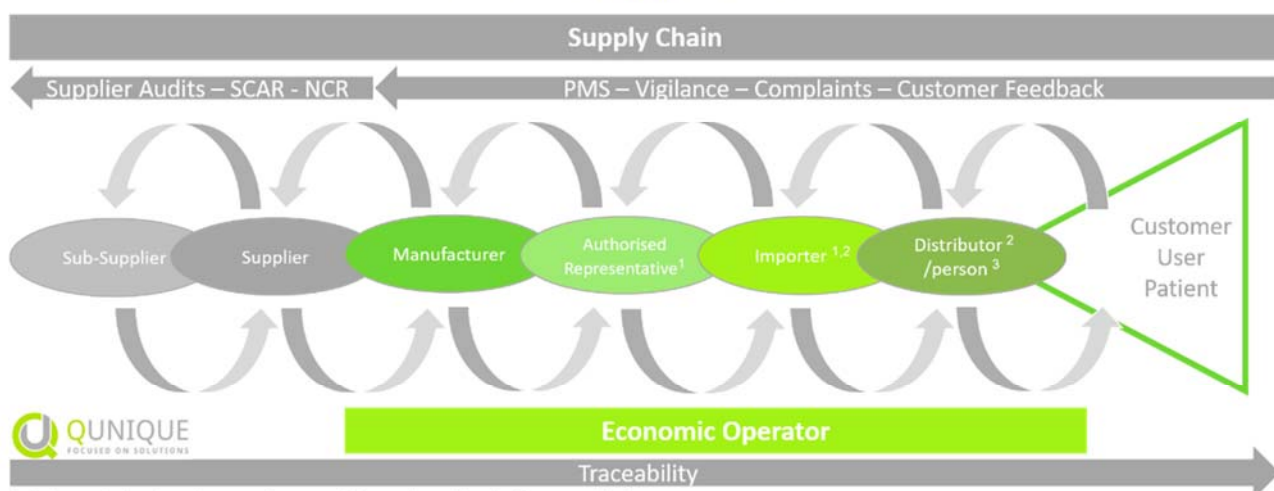 Supply Chain
Supplier Audits – SCAR - NCR
PMS – Vigilance – Complaints – Customer Feedback
Sub-Supplier
Supplier
Manufacturer
Authorised
Representative¹
Importer ¹,²
Distributor ²
/person ³
Customer
User
Patient
QUNIQUE
FOCUSED ON SOLUTIONS
Economic Operator
Traceability